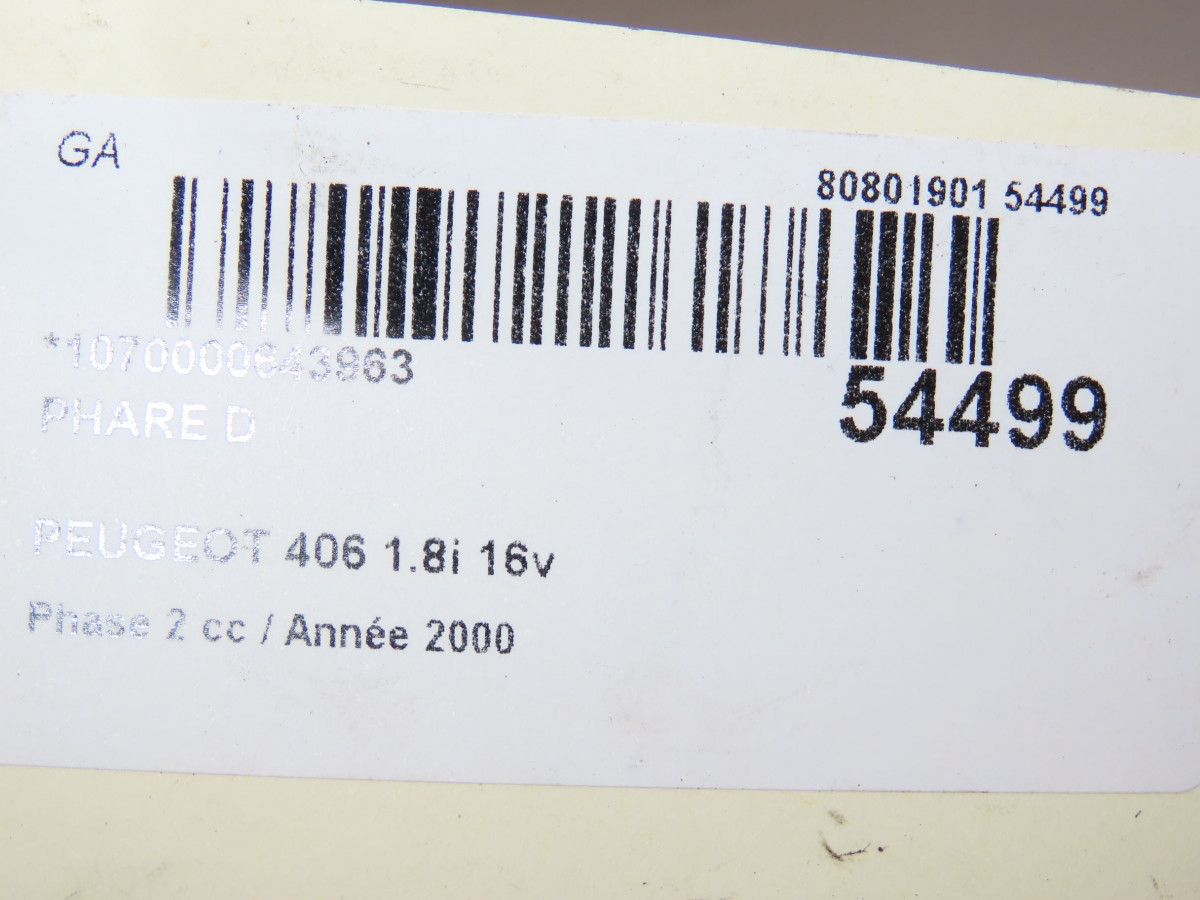 GA
80801901 54499
*1070000643963
54499
PHARE D
PEUGEOT 406 1.8i 16v
Phase 2 cc / Année 2000